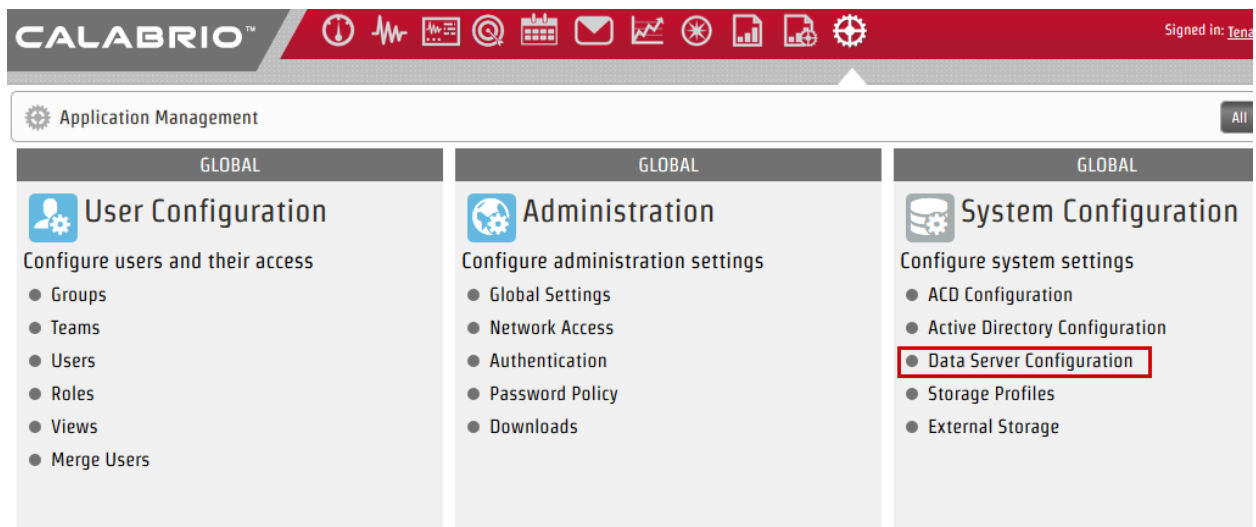 CALABRIO™
Signed in: Tena
Application Management
All
GLOBAL
User Configuration
Configure users and their access
Groups
Teams
Users
Roles
Views
Merge Users
GLOBAL
Administration
Configure administration settings
Global Settings
Network Access
Authentication
Password Policy
Downloads
GLOBAL
System Configuration
Configure system settings
ACD Configuration
Active Directory Configuration
Data Server Configuration
Storage Profiles
External Storage